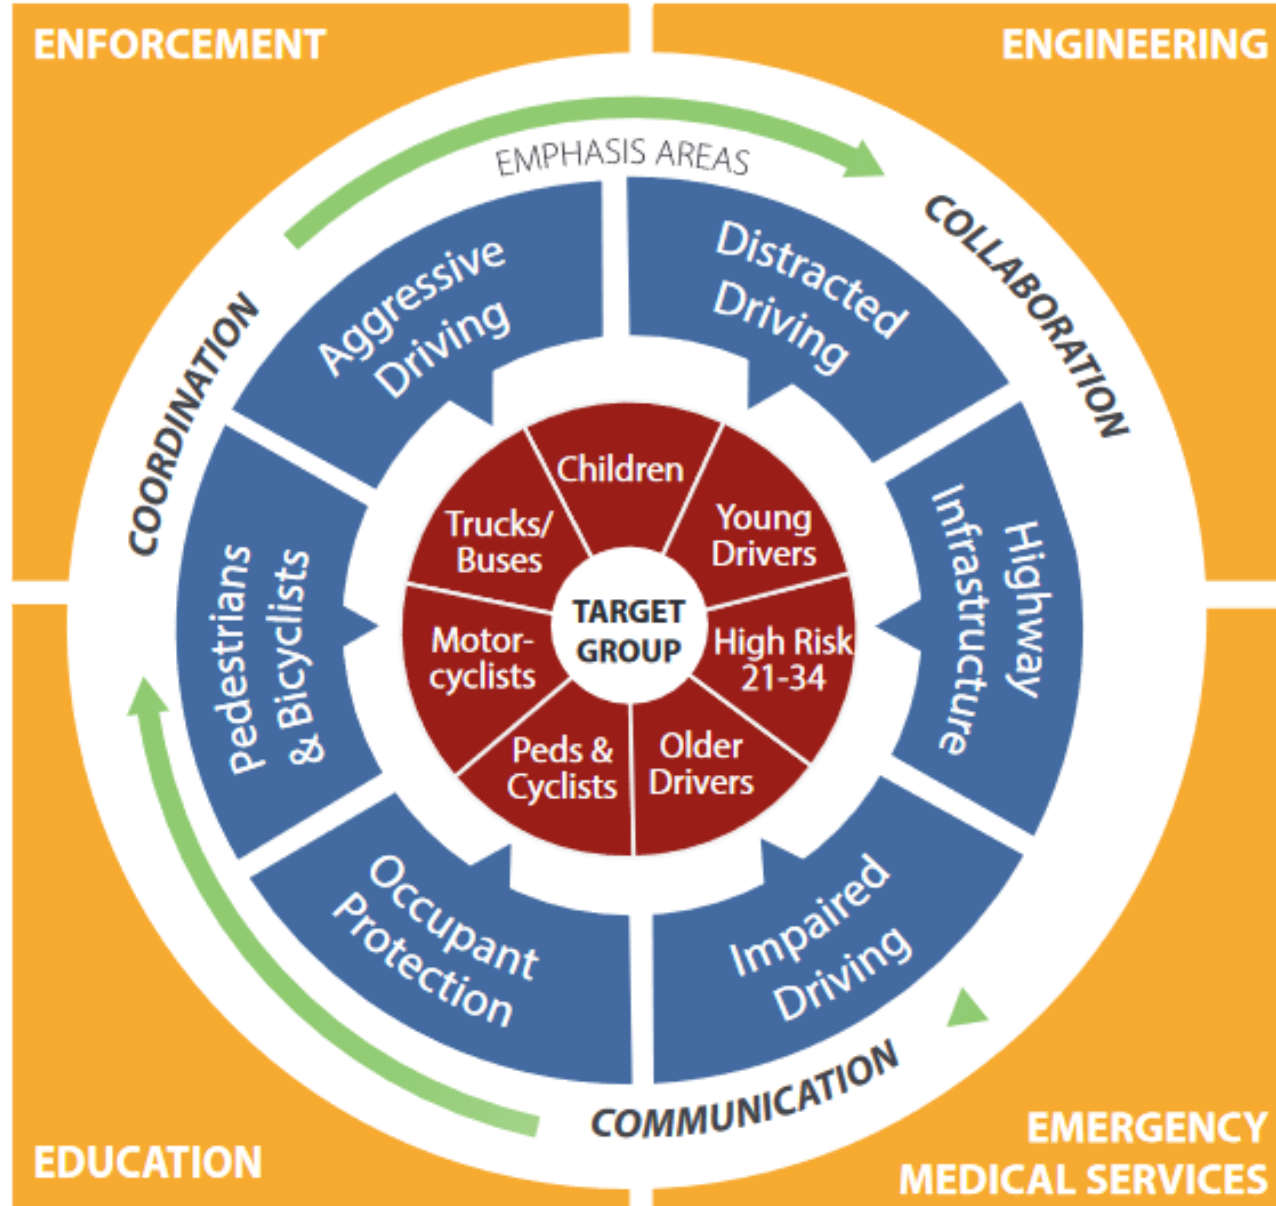 ENFORCEMENT
ENGINEERING
EMPHASIS AREAS
COORDINATION
COLLABORATION
COMMUNICATION
Aggressive
Driving
Distracted
Driving
Highway
Infrastructure
Impaired
Driving
Occupant
Protection
Pedestrians
& Bicyclists
Children
Young
Drivers
High Risk
21-34
Older
Drivers
Peds &
Cyclists
Motor-
cyclists
Trucks/
Buses
TARGET
GROUP
EDUCATION
EMERGENCY
MEDICAL SERVICES